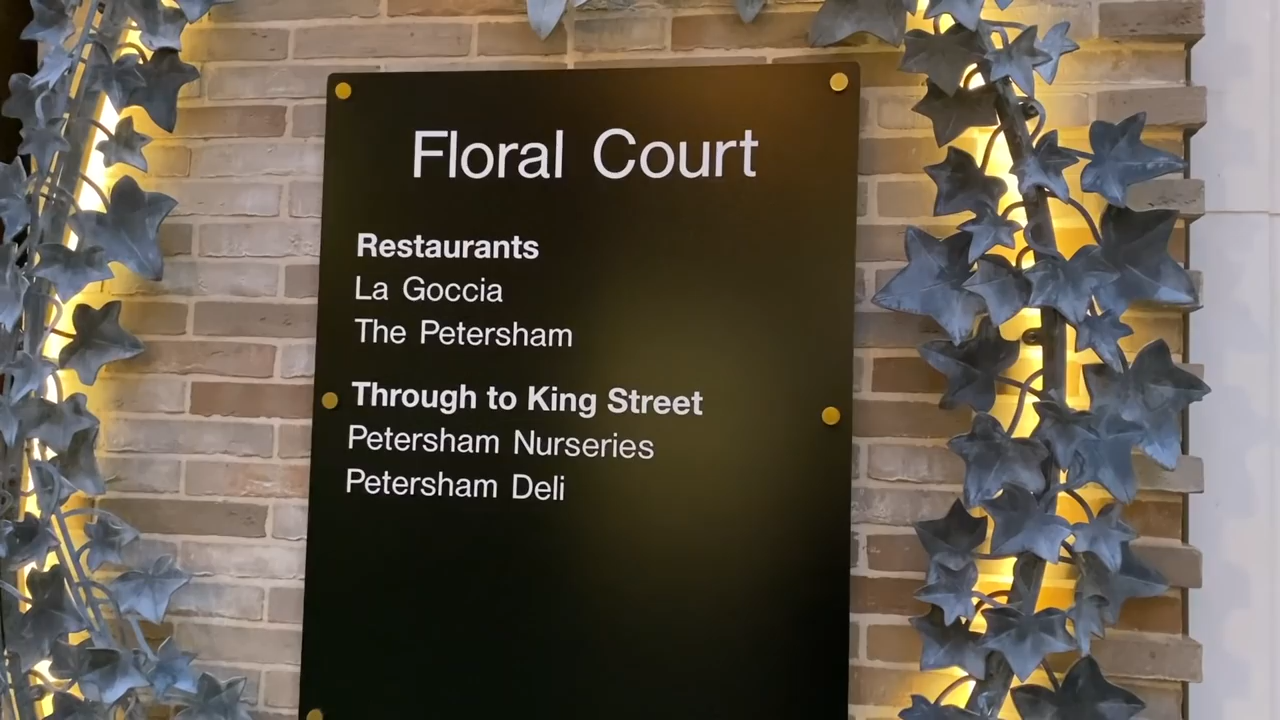 Floral Court
Restaurants
La Goccia
The Petersham
Through to King Street
Petersham Nurseries
Petersham Deli